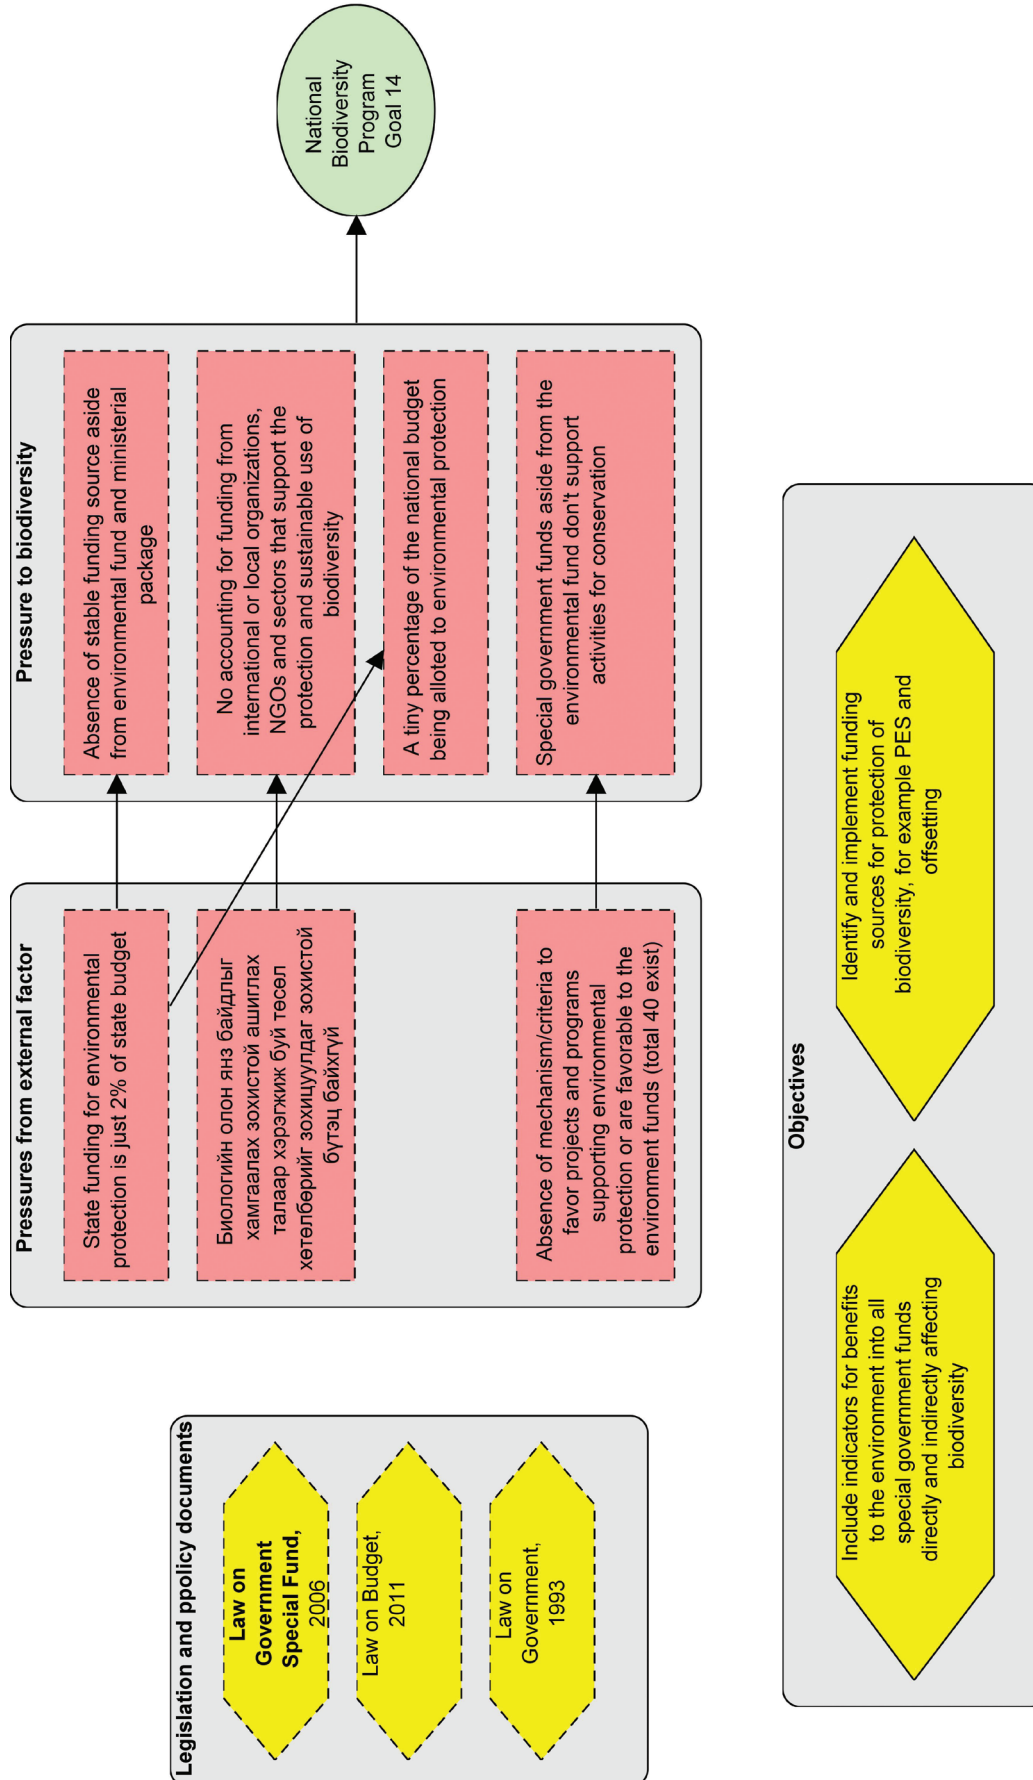 Legislation and ppolicy documents
Law on
Government
Special Fund,
2006
Law on Budget,
2011
Law on
Government,
1993
Pressures from external factor
State funding for environmental
protection is just 2% of state budget
Биологийн олон янз байдлыг
хамгаалах зохистой ашиглах
талаар хэрэгжиж буй төсөл
хөтөлбөрийг зохицуулдаг зохистой
бүтэц байхгүй
Absence of mechanism/criteria to
favor projects and programs
supporting environmental
protection or are favorable to the
environment funds (total 40 exist)
Pressure to biodiversity
Absence of stable funding source aside
from environmental fund and ministerial
package
No accounting for funding from
international or local organizations,
NGOs and sectors that support the
protection and sustainable use of
biodiversity
A tiny percentage of the national budget
being alloted to environmental protection
Special government funds aside from the
environmental fund don't support
activities for conservation
National
Biodiversity
Program
Goal 14
Objectives
Include indicators for benefits
to the environment into all
special government funds
directly and indirectly affecting
biodiversity
Identify and implement funding
sources for protection of
biodiversity, for example PES and
offsetting